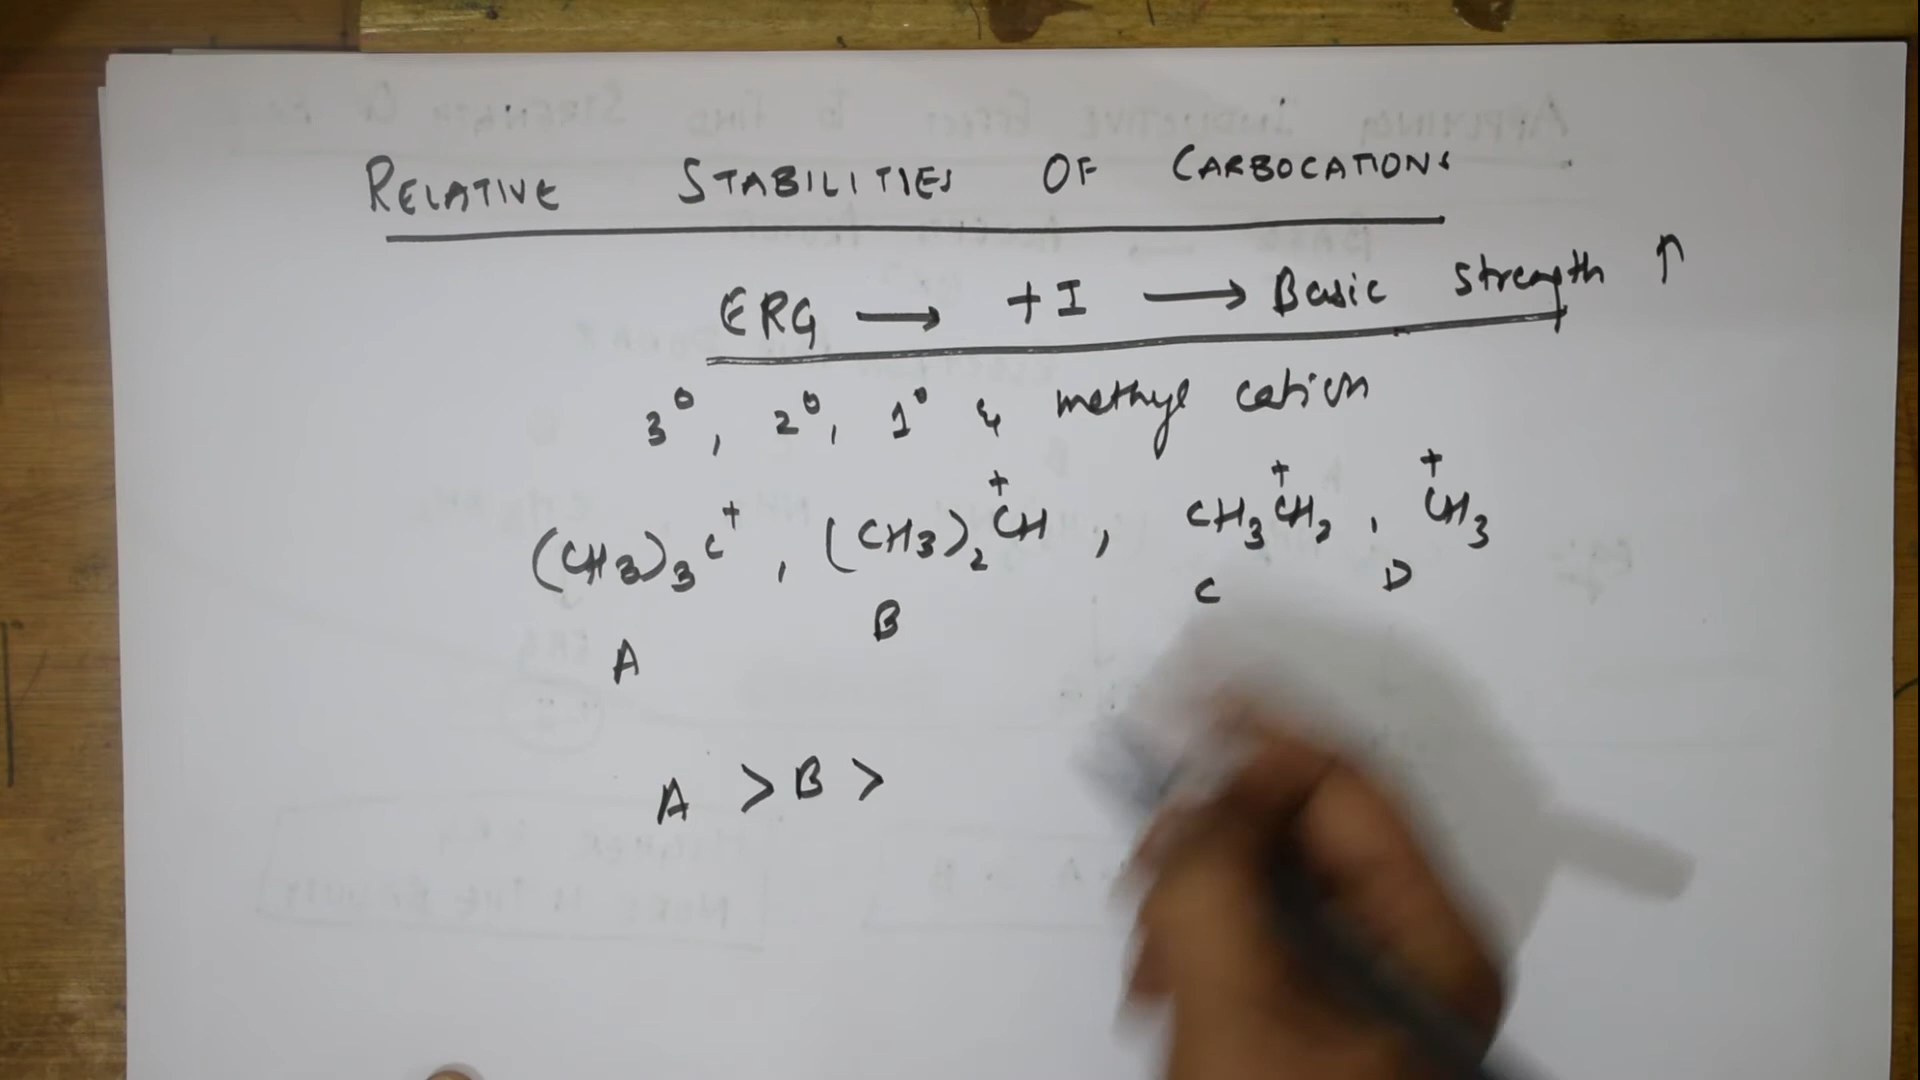 RELATIVE STABILITIES OF CARBOCATIONS
ERG → +I → Basic strength ↑
3°, 2°, 1° & methyl cation
(CH3)3C+, (CH3)2C+H, CH3C+H2, C+H3
A B C D
A > B >